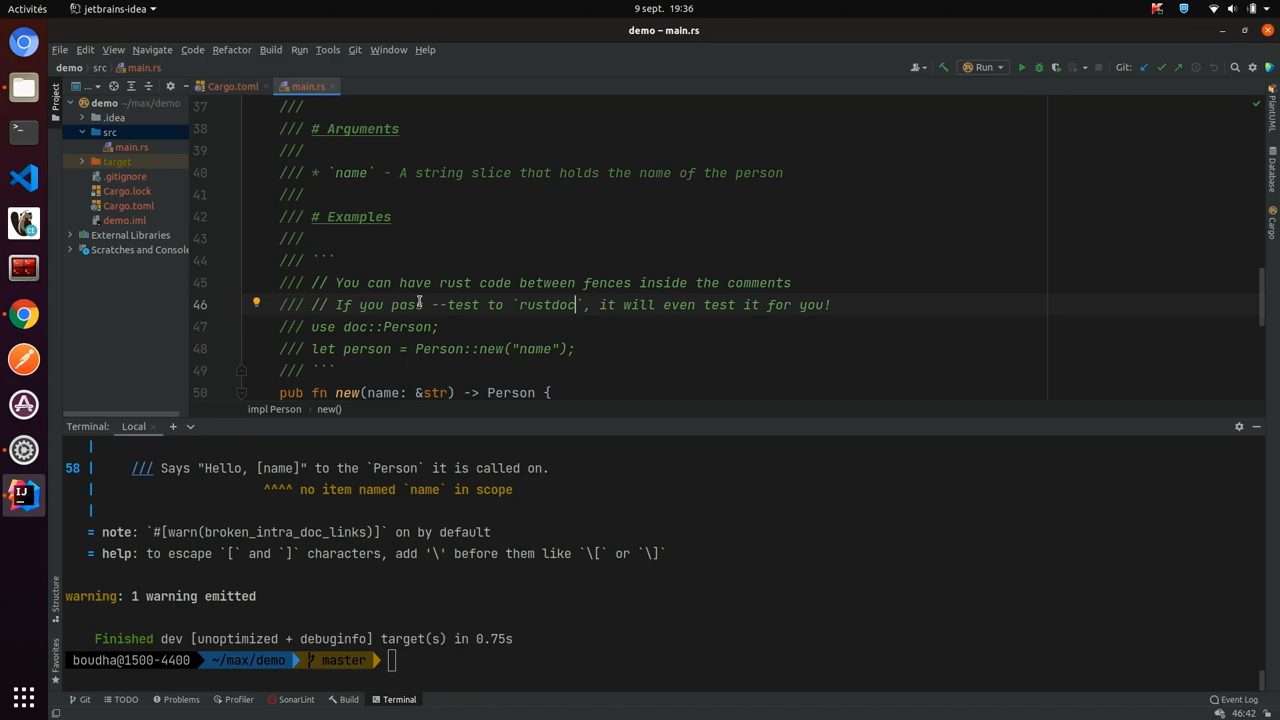 Activités
jetbrains-idea
9 sept. 19:36
demo – main.rs
File Edit View Navigate Code Refactor Build Run Tools Git Window Help
demo src main.rs
Run
Git:
Project
...
Cargo.toml
main.rs
demo ~/max/demo
.idea
src
main.rs
target
.gitignore
Cargo.lock
Cargo.toml
demo.iml
External Libraries
Scratches and Console
37 ///
38 /// # Arguments
39 ///
40 /// * `name` - A string slice that holds the name of the person
41 ///
42 /// # Examples
43 ///
44 /// ```
45 /// // You can have rust code between fences inside the comments
46 /// // If you pass --test to `rustdoc`, it will even test it for you!
47 /// use doc::Person;
48 /// let person = Person::new("name");
49 /// ```
50 pub fn new(name: &str) -> Person {
impl Person new()
PlantUML
Database
Cargo
Terminal: Local
|
58 | /// Says "Hello, [name]" to the `Person` it is called on.
| ^^^^ no item named `name` in scope
|
= note: `#[warn(broken_intra_doc_links)]` on by default
= help: to escape `[` and `]` characters, add '\' before them like `\[` or `\]`
warning: 1 warning emitted
Finished dev [unoptimized + debuginfo] target(s) in 0.75s
boudha@1500-4400 ~/max/demo master
Structure
Favorites
Git TODO Problems Profiler SonarLint Build Terminal Event Log
46:42